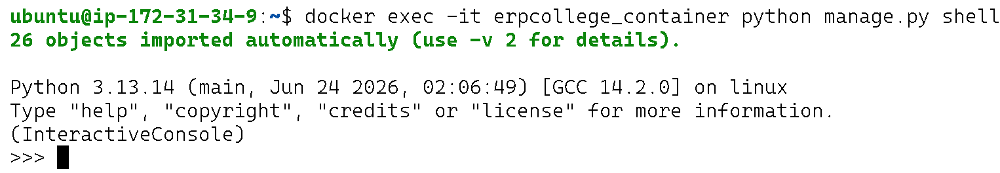 ubuntu@ip-172-31-34-9:~$ docker exec -it erpcollege_container python manage.py shell
26 objects imported automatically (use -v 2 for details).
Python 3.13.14 (main, Jun 24 2026, 02:06:49) [GCC 14.2.0] on linux
Type "help", "copyright", "credits" or "license" for more information.
(InteractiveConsole)
>>>